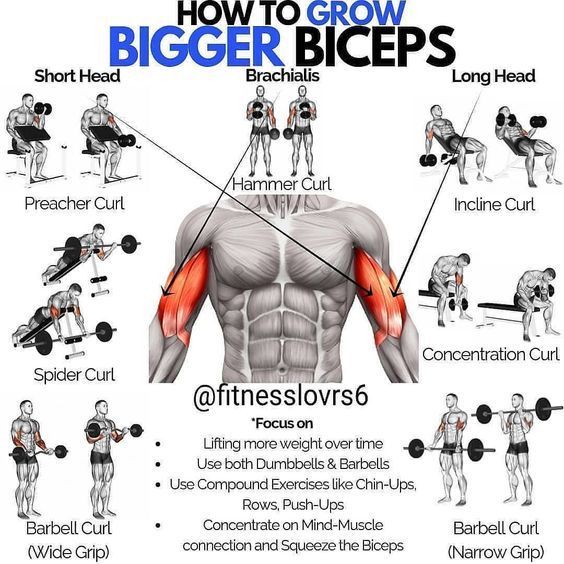 HOW TO GROW
BIGGER BICEPS
Short Head
Brachialis
Long Head
Preacher Curl
Hammer Curl
Incline Curl
Spider Curl
Concentration Curl
@fitnesslovrs6
*Focus on
• Lifting more weight over time
• Use both Dumbbells & Barbells
• Use Compound Exercises like Chin-Ups,
Rows, Push-Ups
• Concentrate on Mind-Muscle
connection and Squeeze the Biceps
Barbell Curl
(Wide Grip)
Barbell Curl
(Narrow Grip)